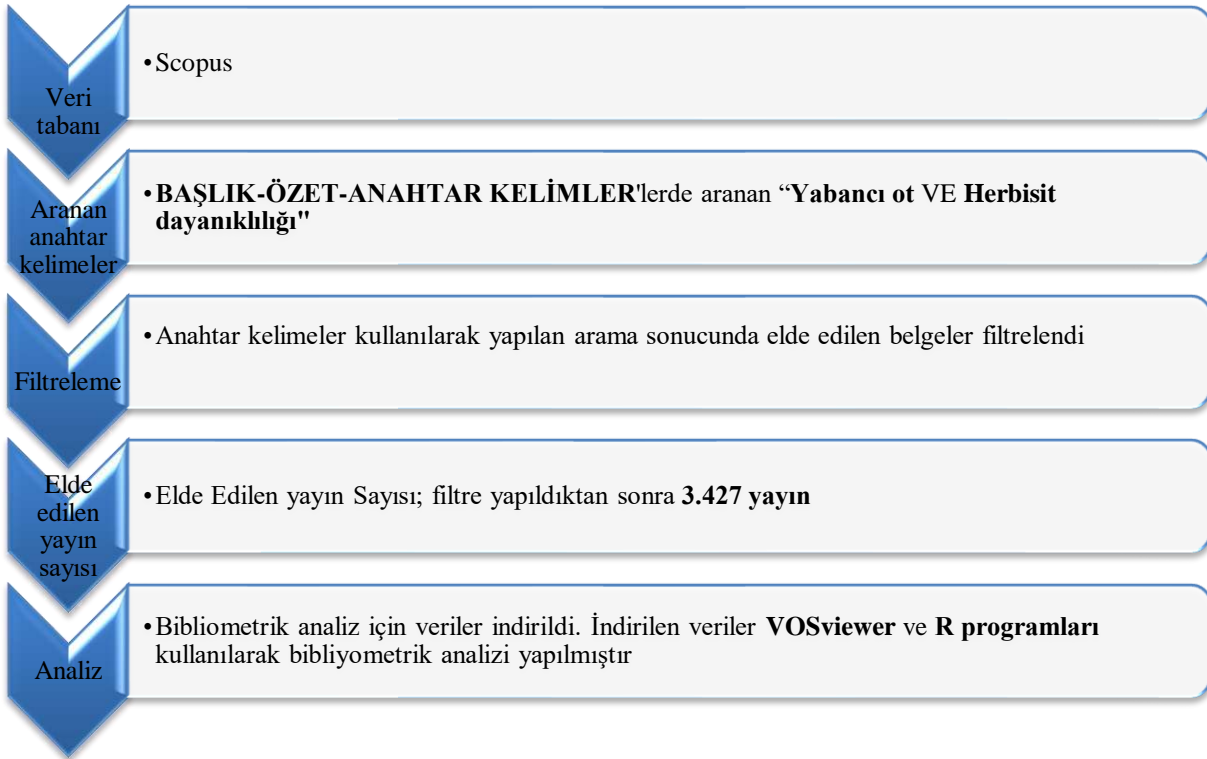 Veri
tabanı
•Scopus
Aranan
anahtar
kelimeler
•BAŞLIK-ÖZET-ANAHTAR KELİMLER'lerde aranan “Yabancı ot VE Herbisit
dayanıklılığı"
Filtreleme
•Anahtar kelimeler kullanılarak yapılan arama sonucunda elde edilen belgeler filtrelendi
Elde
edilen
yayın
sayısı
•Elde Edilen yayın Sayısı; filtre yapıldıktan sonra 3.427 yayın
Analiz
•Bibliometrik analiz için veriler indirildi. İndirilen veriler VOSviewer ve R programları
kullanılarak bibliyometrik analizi yapılmıştır